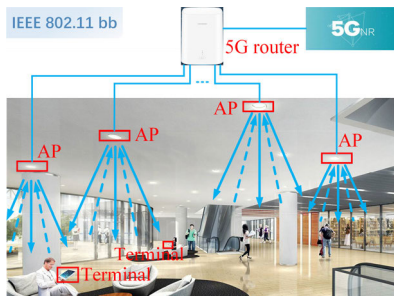 IEEE 802.11 bb
5G NR
5G router
AP
AP
AP
AP
Terminal
Terminal